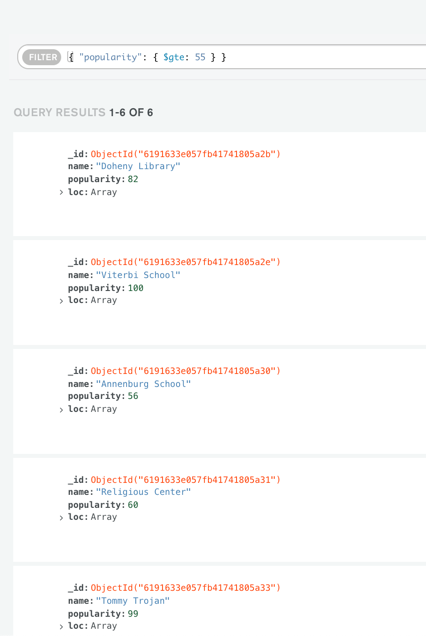 FILTER { "popularity": { $gte: 55 } }
QUERY RESULTS 1-6 OF 6
_id: ObjectId("6191633e057fb41741805a2b")
name: "Doheny Library"
popularity: 82
> loc: Array
_id: ObjectId("6191633e057fb41741805a2e")
name: "Viterbi School"
popularity: 100
> loc: Array
_id: ObjectId("6191633e057fb41741805a30")
name: "Annenburg School"
popularity: 56
> loc: Array
_id: ObjectId("6191633e057fb41741805a31")
name: "Religious Center"
popularity: 60
> loc: Array
_id: ObjectId("6191633e057fb41741805a33")
name: "Tommy Trojan"
popularity: 99
> loc: Array